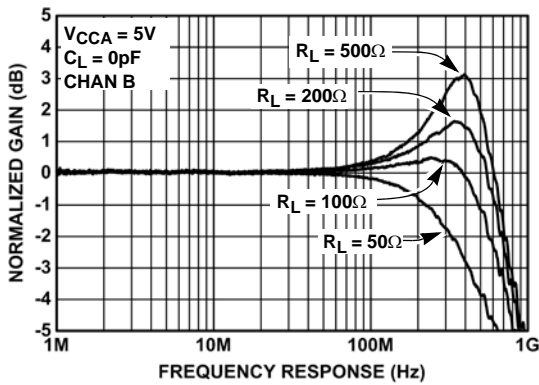 5
4
3
2
1
0
-1
-2
-3
-4
-5
NORMALIZED GAIN (dB)
VCCA = 5V
CL = 0pF
CHAN B
RL = 500Ω
RL = 200Ω
RL = 100Ω
RL = 50Ω
1M
10M
100M
1G
FREQUENCY RESPONSE (Hz)